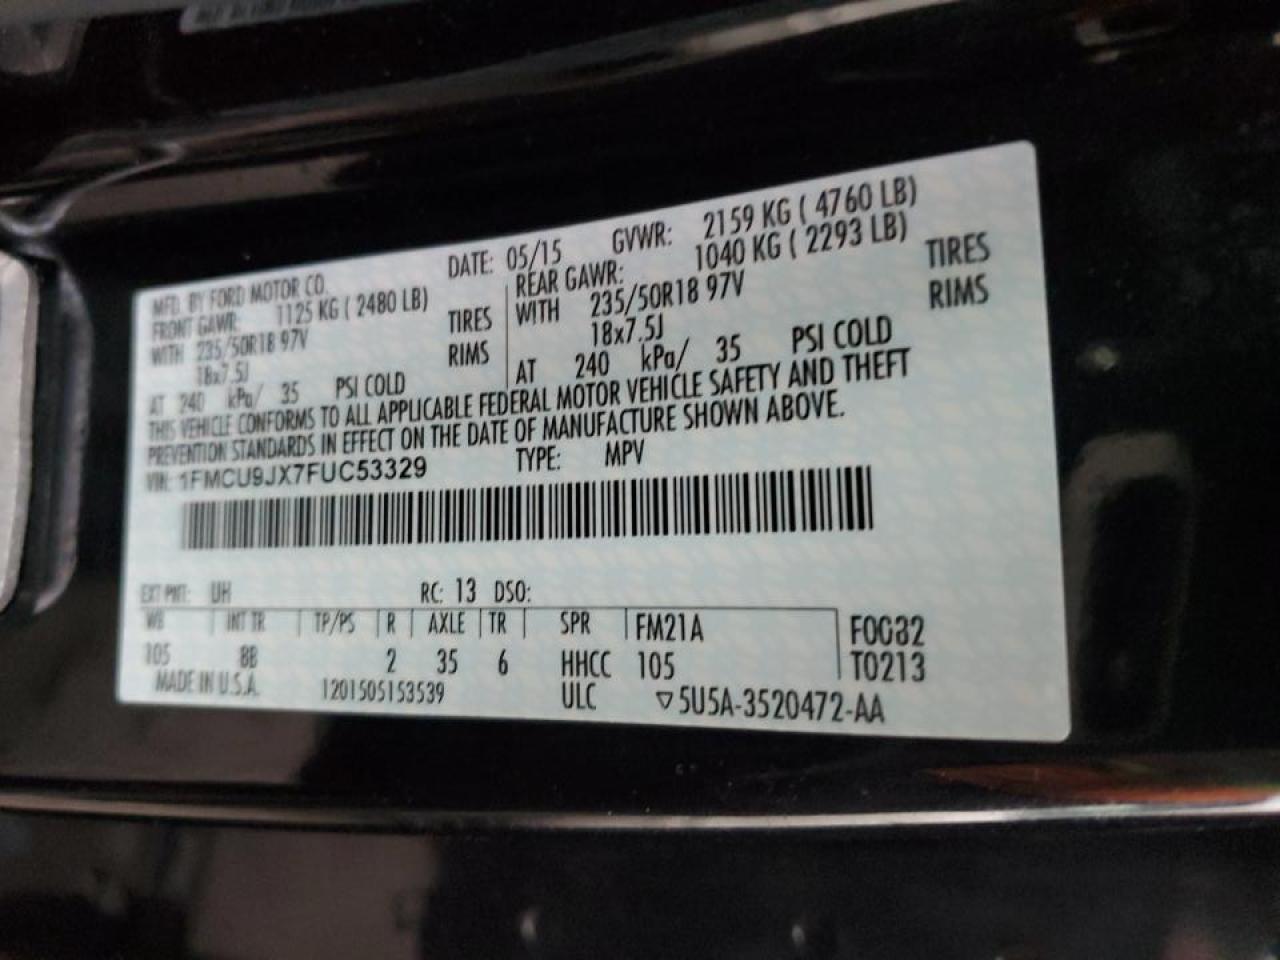 MFD. BY FORD MOTOR CO. DATE: 05/15 GVWR: 2159 KG ( 4760 LB)
FRONT GAWR: 1125 KG ( 2480 LB) REAR GAWR: 1040 KG ( 2293 LB)
WITH 235/50R18 97V TIRES WITH 235/50R18 97V TIRES
18x7.5J RIMS 18x7.5J RIMS
AT 240 kPa/ 35 PSI COLD AT 240 kPa/ 35 PSI COLD
THIS VEHICLE CONFORMS TO ALL APPLICABLE FEDERAL MOTOR VEHICLE SAFETY AND THEFT
PREVENTION STANDARDS IN EFFECT ON THE DATE OF MANUFACTURE SHOWN ABOVE.
VIN: 1FMCU9JX7FUC53329 TYPE: MPV
EXT PNT: UH RC: 13 DSO:
WB INT TR TP/PS R AXLE TR SPR FM21A F0C82
105 8B 2 35 6 HHCC 105 T0213
MADE IN U.S.A. 1201505153539 ULC ▽5U5A-3520472-AA